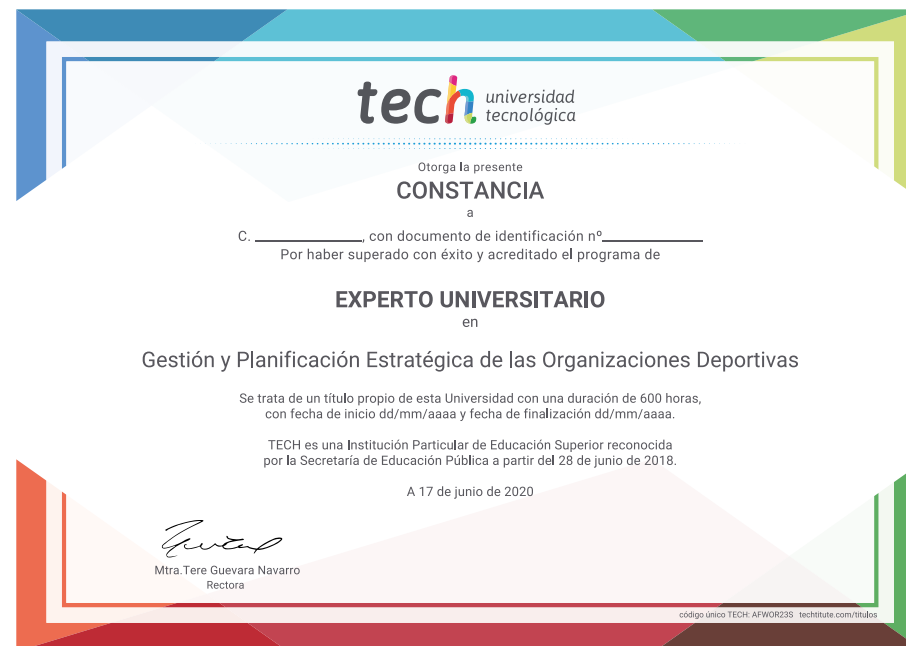 tech universidad
tecnológica
Otorga la presente
CONSTANCIA
a
C. ____________, con documento de identificación nº____________
Por haber superado con éxito y acreditado el programa de
EXPERTO UNIVERSITARIO
en
Gestión y Planificación Estratégica de las Organizaciones Deportivas
Se trata de un título propio de esta Universidad con una duración de 600 horas,
con fecha de inicio dd/mm/aaaa y fecha de finalización dd/mm/aaaa.
TECH es una Institución Particular de Educación Superior reconocida
por la Secretaría de Educación Pública a partir del 28 de junio de 2018.
A 17 de junio de 2020
Mtra.Tere Guevara Navarro
Rectora
código único TECH: AFWOR23S techtitute.com/titulos